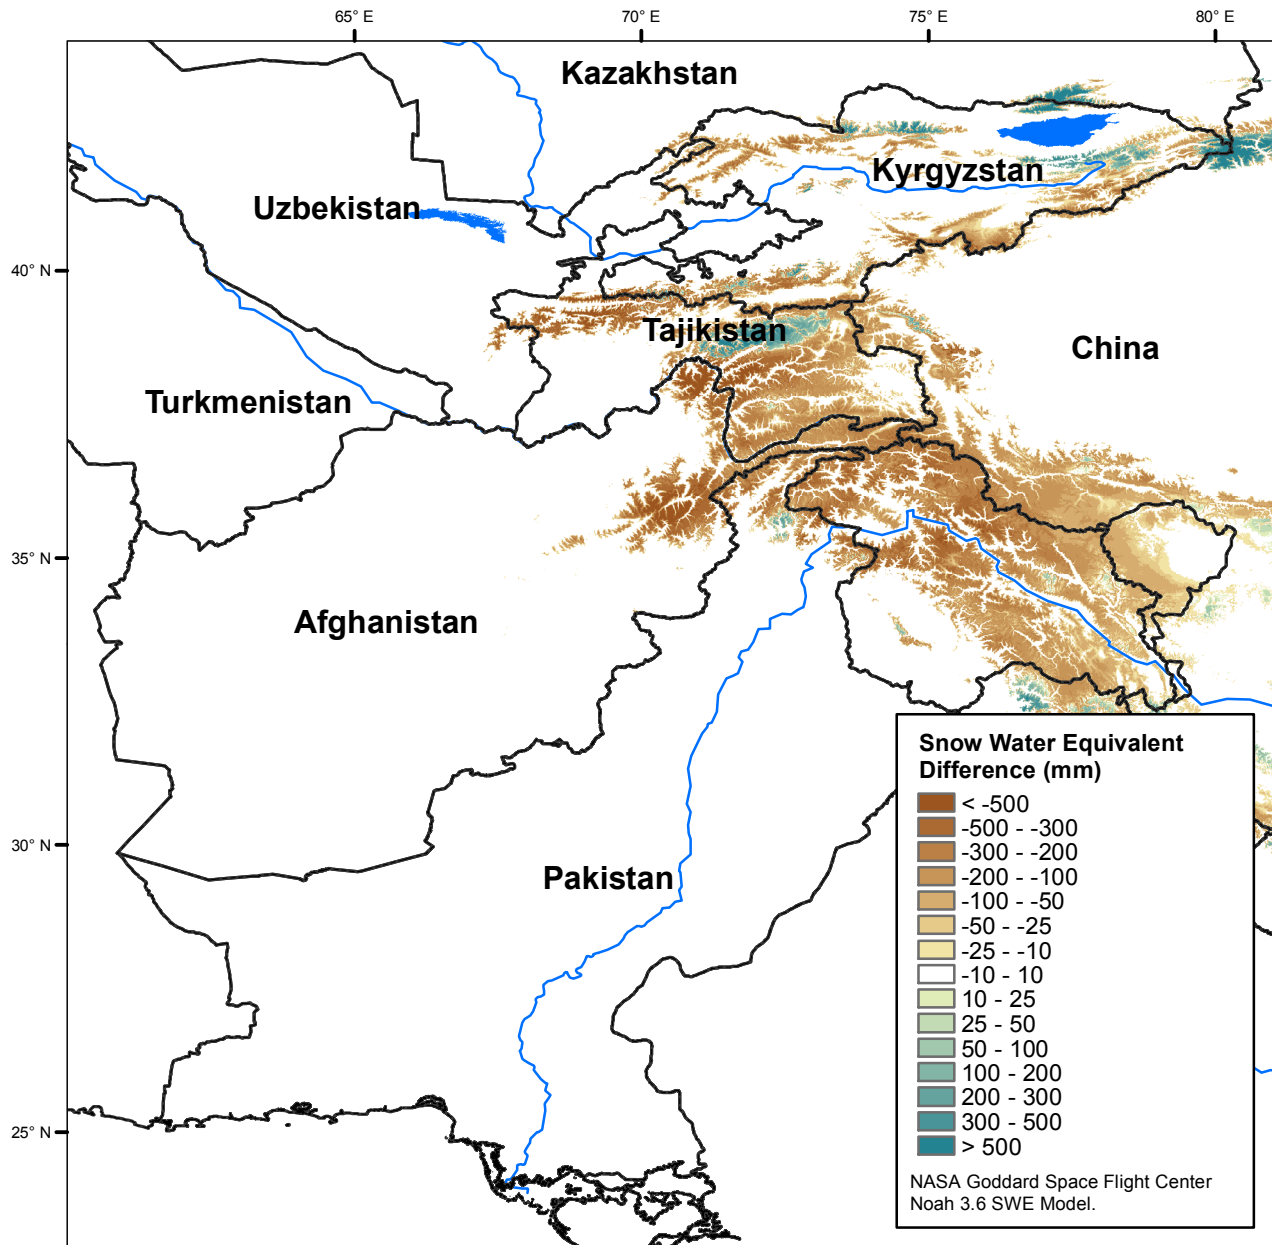 65° E
70° E
75° E
80° E
Kazakhstan
Kyrgyzstan
Uzbekistan
40° N
Tajikistan
China
Turkmenistan
35° N
Afghanistan
30° N
Pakistan
25° N
Snow Water Equivalent
Difference (mm)
< -500
-500 - -300
-300 - -200
-200 - -100
-100 - -50
-50 - -25
-25 - -10
-10 - 10
10 - 25
25 - 50
50 - 100
100 - 200
200 - 300
300 - 500
> 500
NASA Goddard Space Flight Center
Noah 3.6 SWE Model.